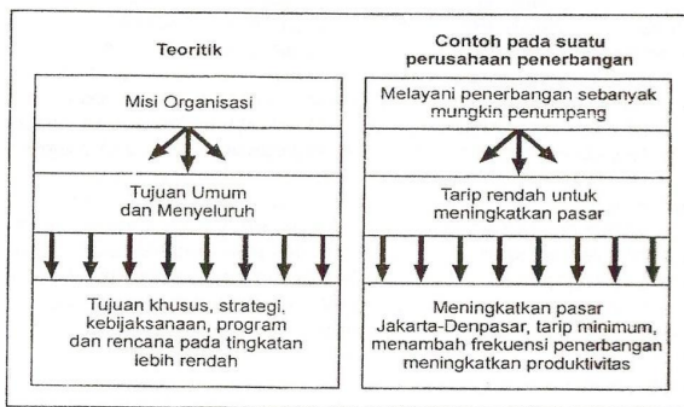 Teoritik
Misi Organisasi
Tujuan Umum
dan Menyeluruh
Tujuan khusus, strategi,
kebijaksanaan, program
dan rencana pada tingkatan
lebih rendah
Contoh pada suatu
perusahaan penerbangan
Melayani penerbangan sebanyak
mungkin penumpang
Tarip rendah untuk
meningkatkan pasar
Meningkatkan pasar
Jakarta-Denpasar, tarip minimum,
menambah frekuensi penerbangan
meningkatkan produktivitas